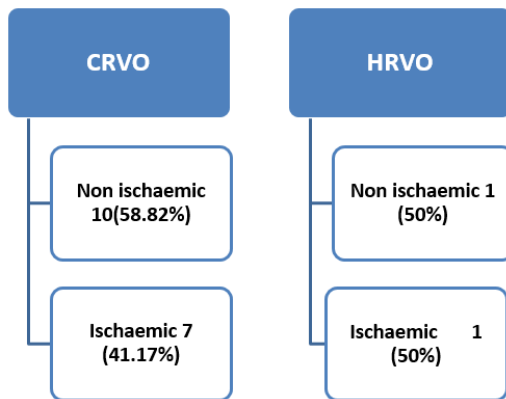 CRVO
Non ischaemic
10(58.82%)
Ischaemic 7
(41.17%)
HRVO
Non ischaemic 1
(50%)
Ischaemic 1
(50%)